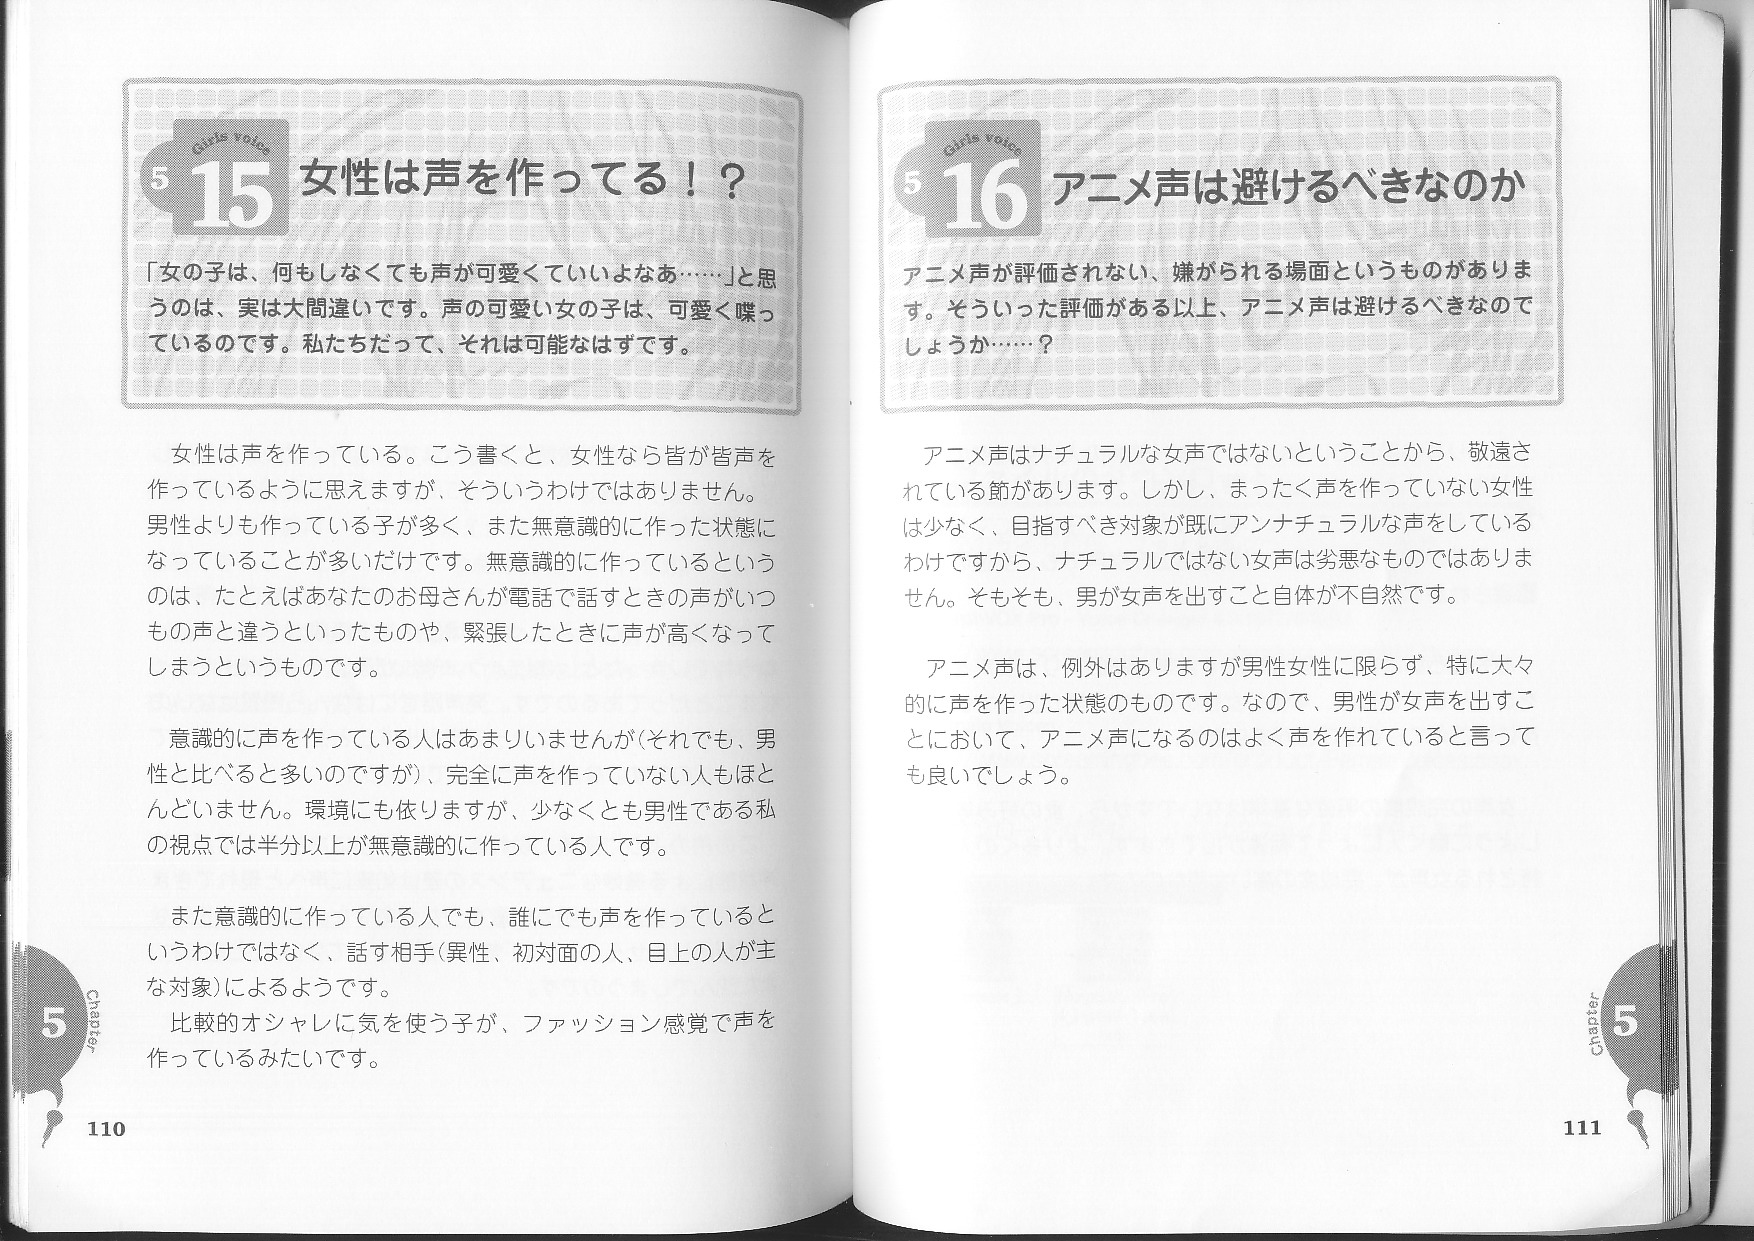 Girls voice
5
15
女性は声を作ってる！？
「女の子は、何もしなくても声が可愛くていいよなあ……」と思
うのは、実は大間違いです。声の可愛い女の子は、可愛く喋っ
ているのです。私たちだって、それは可能なはずです。
女性は声を作っている。こう書くと、女性なら皆が皆声を
作っているように思えますが、そういうわけではありません。
男性よりも作っている子が多く、また無意識的に作った状態に
なっていることが多いだけです。無意識的に作っているという
のは、たとえばあなたのお母さんが電話で話すときの声がいつ
もの声と違うといったものや、緊張したときに声が高くなって
しまうというものです。
意識的に声を作っている人はあまりいませんが（それでも、男
性と比べると多いのですが）、完全に声を作っていない人もほと
んどいません。環境にも依りますが、少なくとも男性である私
の視点では半分以上が無意識的に作っている人です。
また意識的に作っている人でも、誰にでも声を作っていると
いうわけではなく、話す相手（異性、初対面の人、目上の人が主
な対象）によるようです。
比較的オシャレに気を使う子が、ファッション感覚で声を
作っているみたいです。
5
Chapter
110
Girls voice
5
16
アニメ声は避けるべきなのか
アニメ声が評価されない、嫌がられる場面というものがありま
す。そういった評価がある以上、アニメ声は避けるべきなので
しょうか……？
アニメ声はナチュラルな女声ではないということから、敬遠さ
れている節があります。しかし、まったく声を作っていない女性
は少なく、目指すべき対象が既にアンナチュラルな声をしている
わけですから、ナチュラルではない女声は劣悪なものではありま
せん。そもそも、男が女声を出すこと自体が不自然です。
アニメ声は、例外はありますが男性女性に限らず、特に大々
的に声を作った状態のものです。なので、男性が女声を出すこ
とにおいて、アニメ声になるのはよく声を作れていると言って
も良いでしょう。
Chapter
5
111